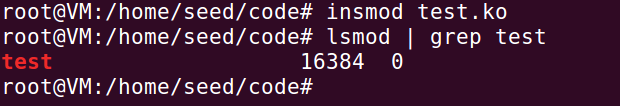 root@VM:/home/seed/code# insmod test.ko
root@VM:/home/seed/code# lsmod | grep test
test                   16384  0
root@VM:/home/seed/code#